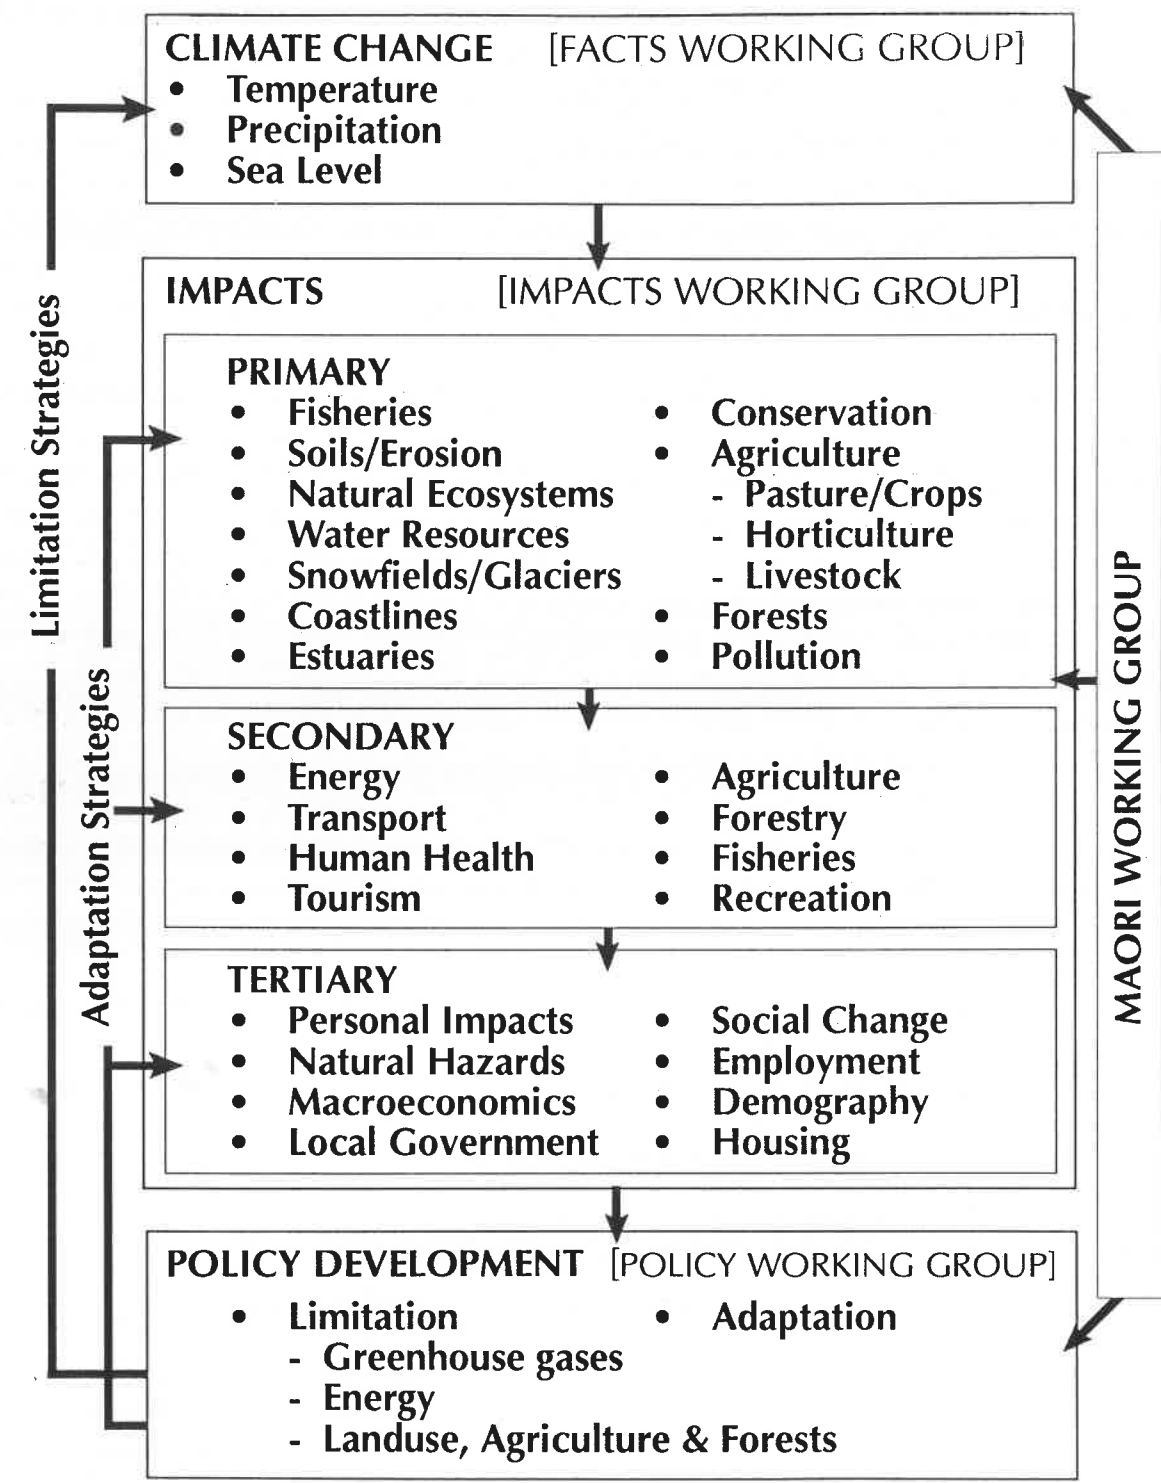 CLIMATE CHANGE [FACTS WORKING GROUP]
• Temperature
• Precipitation
• Sea Level
IMPACTS [IMPACTS WORKING GROUP]
PRIMARY
• Fisheries
• Soils/Erosion
• Natural Ecosystems
• Water Resources
• Snowfields/Glaciers
• Coastlines
• Estuaries
• Conservation
• Agriculture
- Pasture/Crops
- Horticulture
- Livestock
• Forests
• Pollution
SECONDARY
• Energy
• Transport
• Human Health
• Tourism
• Agriculture
• Forestry
• Fisheries
• Recreation
TERTIARY
• Personal Impacts
• Natural Hazards
• Macroeconomics
• Local Government
• Social Change
• Employment
• Demography
• Housing
POLICY DEVELOPMENT [POLICY WORKING GROUP]
• Limitation
- Greenhouse gases
- Energy
- Landuse, Agriculture & Forests
• Adaptation
Limitation Strategies
Adaptation Strategies
MAORI WORKING GROUP